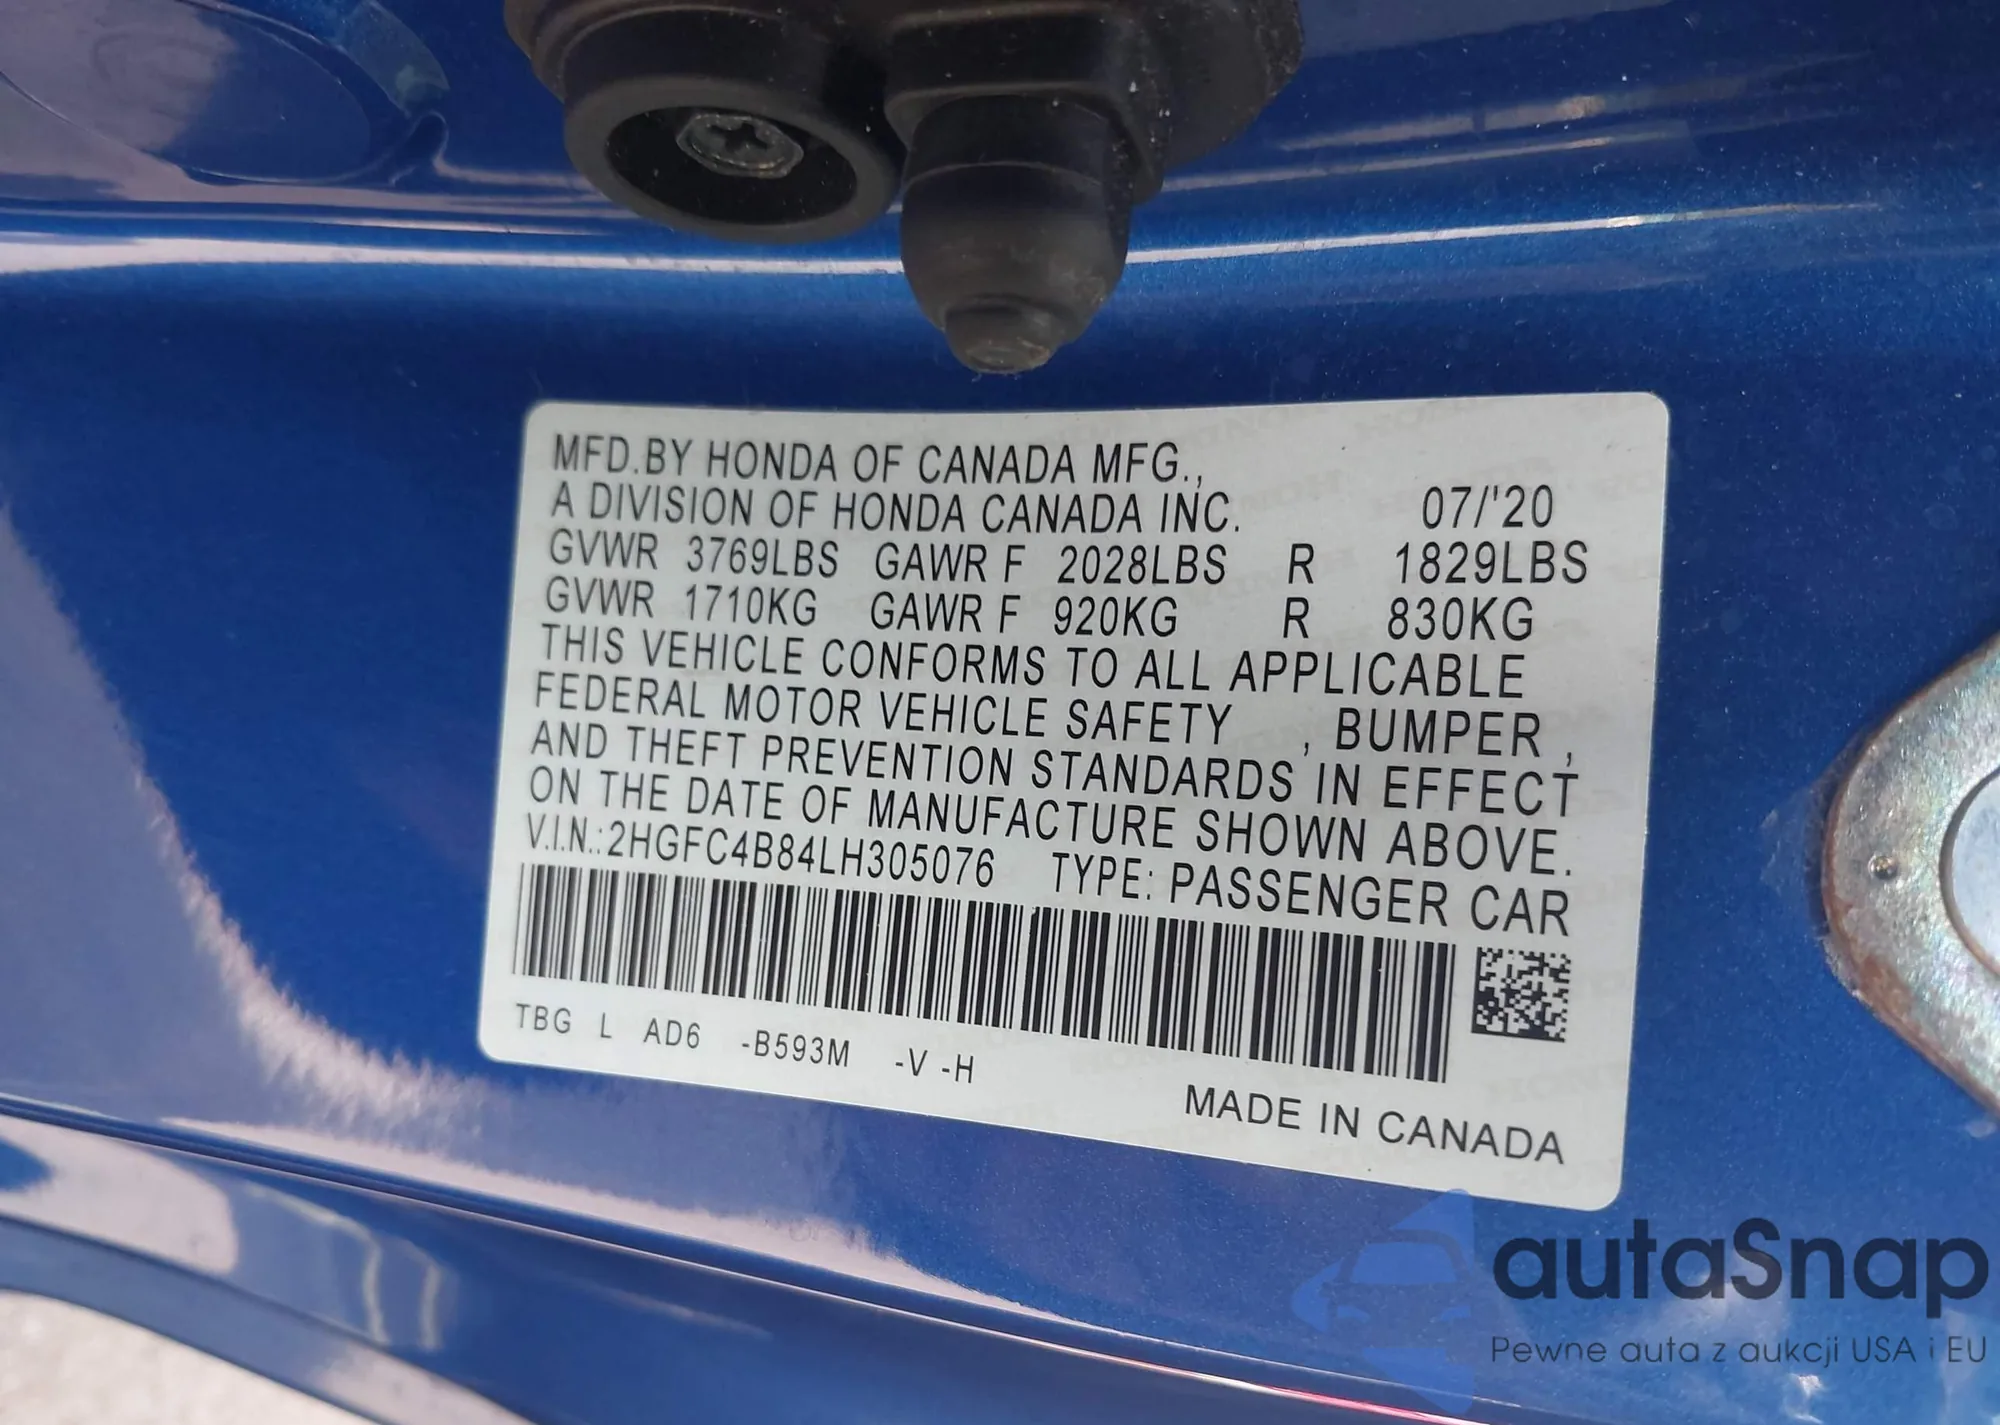 MFD.BY HONDA OF CANADA MFG.,
A DIVISION OF HONDA CANADA INC. 07/'20
GVWR 3769LBS GAWR F 2028LBS R 1829LBS
GVWR 1710KG GAWR F 920KG R 830KG
THIS VEHICLE CONFORMS TO ALL APPLICABLE
FEDERAL MOTOR VEHICLE SAFETY , BUMPER ,
AND THEFT PREVENTION STANDARDS IN EFFECT
ON THE DATE OF MANUFACTURE SHOWN ABOVE.
V.I.N.:2HGFC4B84LH305076 TYPE: PASSENGER CAR
TBG L AD6 -B593M -V -H
MADE IN CANADA
autaSnap
Pewne auta z aukcji USA i EU